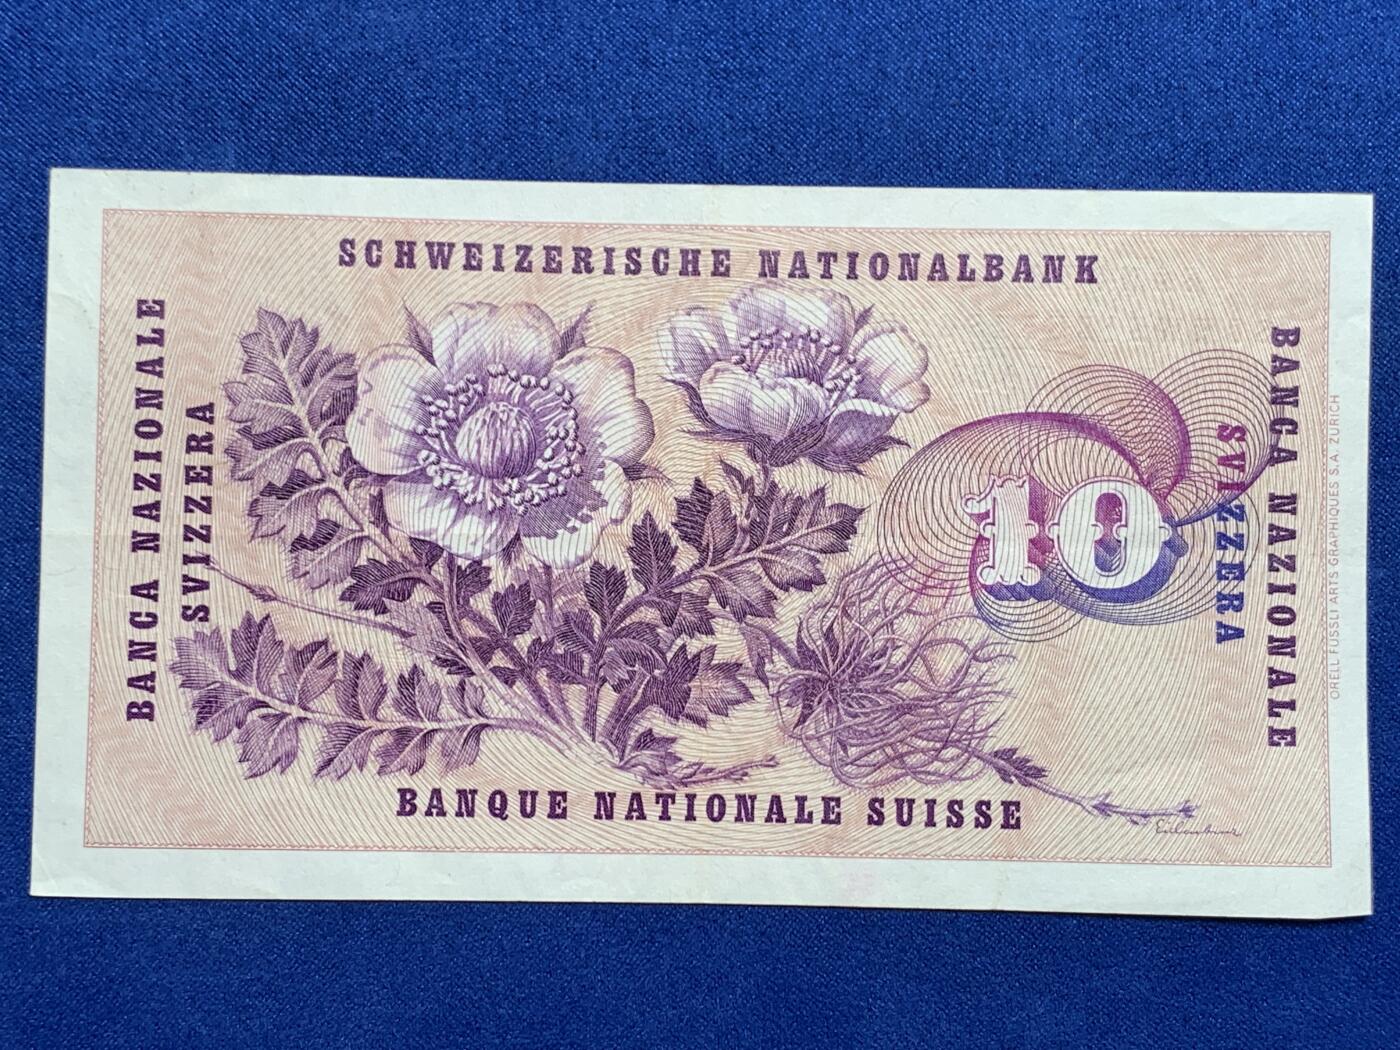 SCHWEIZERISCHE NATIONALBANK
BANCA NAZIONALE
SVIZZERA
10
BANCA NAZIONALE
SVIZZERA
ORELL FÜSSLI ARTS GRAPHIQUES S.A. ZURICH
BANQUE NATIONALE SUISSE